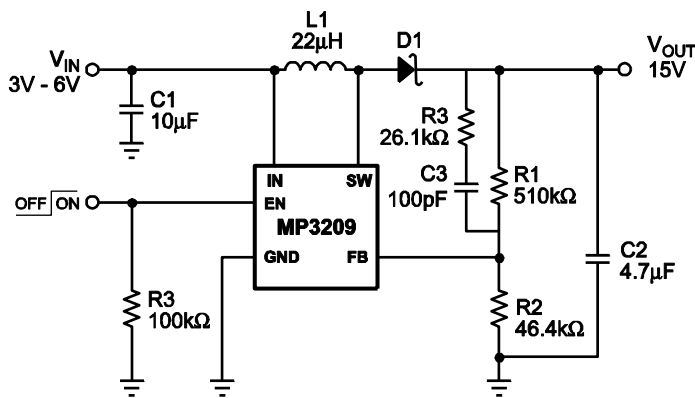 L1
22µH
D1
VIN
3V - 6V
VOUT
15V
C1
10µF
R3
26.1kΩ
C3
100pF
R1
510kΩ
IN
SW
OFF
ON
EN
MP3209
GND
FB
C2
4.7µF
R3
100kΩ
R2
46.4kΩ